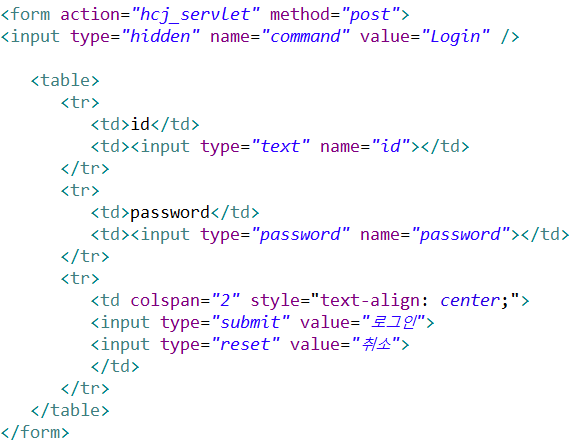 <form action="hcj_servlet" method="post">
<input type="hidden" name="command" value="Login" />
<table>
<tr>
<td>id</td>
<td><input type="text" name="id"></td>
</tr>
<tr>
<td>password</td>
<td><input type="password" name="password"></td>
</tr>
<tr>
<td colspan="2" style="text-align: center;">
<input type="submit" value="로그인">
<input type="reset" value="취소">
</td>
</tr>
</table>
</form>